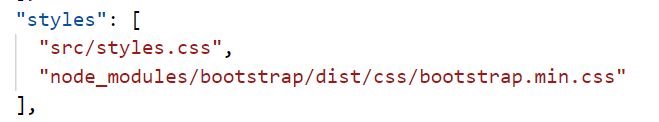 "styles": [
"src/styles.css",
"node_modules/bootstrap/dist/css/bootstrap.min.css"
],